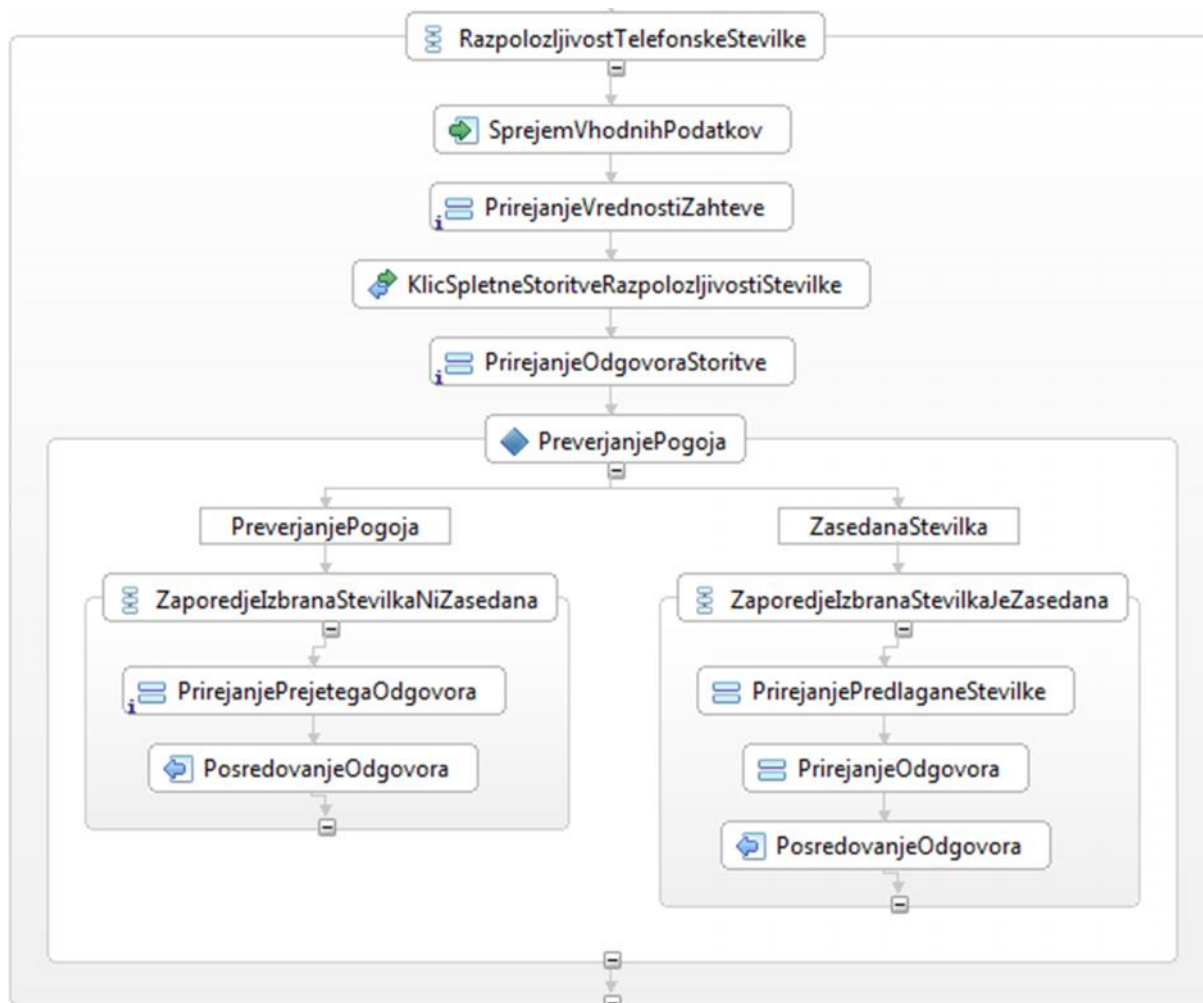 RazpolozljivostTelefonskeStevilke
SprejemVhodnihPodatkov
PrirejanjeVrednostiZahteve
KlicSpletneStoritveRazpolozljivostiStevilke
PrirejanjeOdgovoraStoritve
PreverjanjePogoja
PreverjanjePogoja
ZasedanaStevilka
ZaporedjeIzbranaStevilkaNiZasedana
ZaporedjeIzbranaStevilkaJeZasedana
PrirejanjePrejetegaOdgovora
PrirejanjePredlaganeStevilke
PosredovanjeOdgovora
PrirejanjeOdgovora
PosredovanjeOdgovora